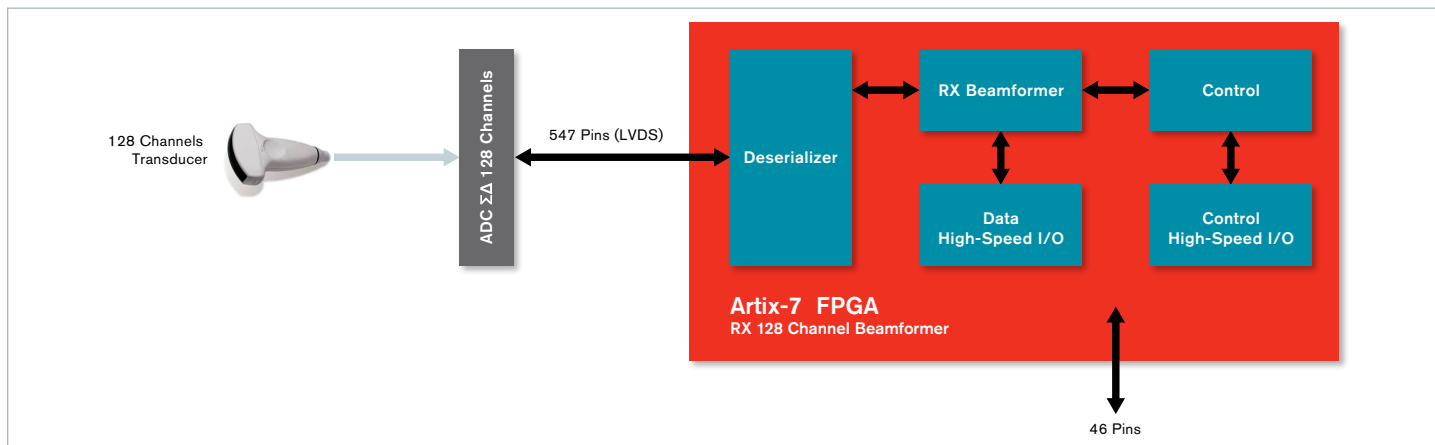 128 Channels
Transducer
ADC ΣΔ 128 Channels
547 Pins (LVDS)
Deserializer
RX Beamformer
Control
Data
High-Speed I/O
Control
High-Speed I/O
Artix-7 FPGA
RX 128 Channel Beamformer
46 Pins